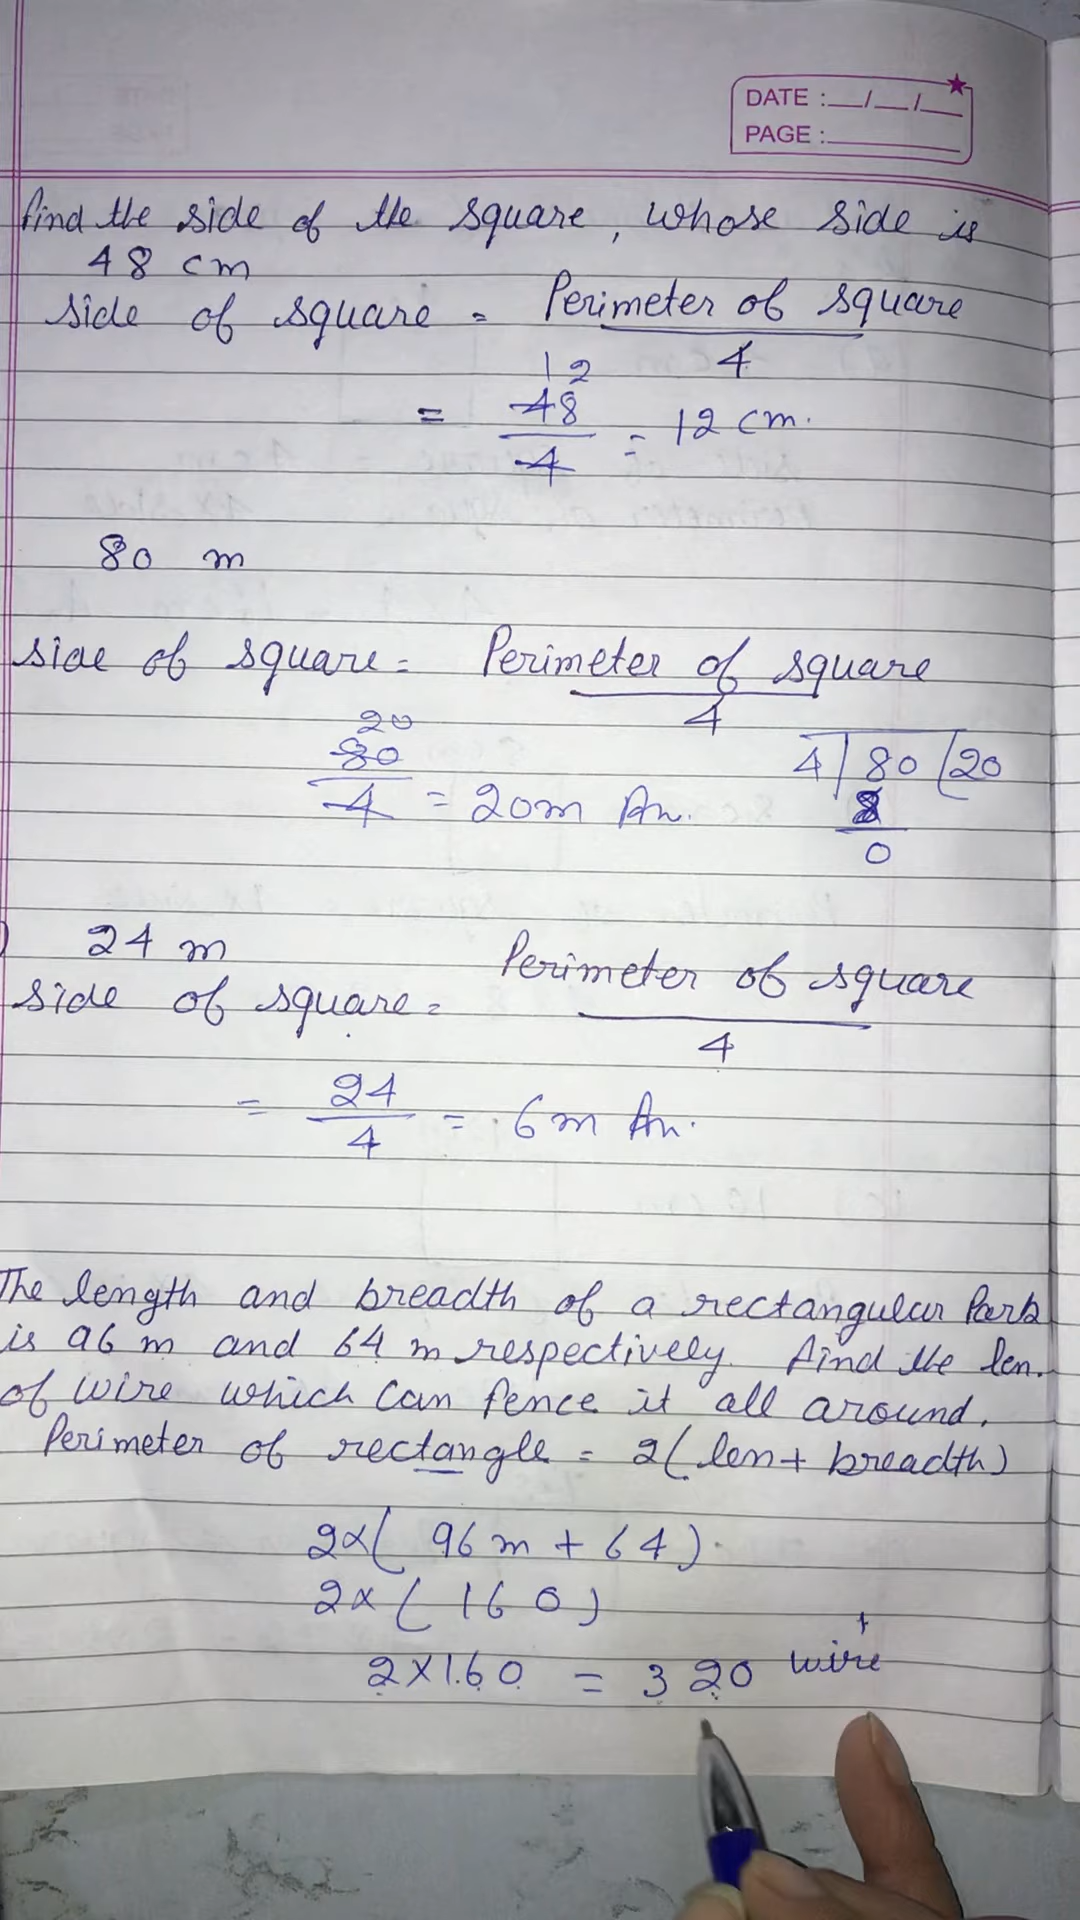 DATE :__/__/__
PAGE :________
find the side of the square, whose side is
48 cm
side of square = Perimeter of square
4
12
= 48
4
= 12 cm.
80 m
side of square = Perimeter of square
4
20
80
4
= 20m An.
4 80 20
8
0
24 m
side of square = Perimeter of square
4
= 24
4
= 6m An.
The length and breadth of a rectangular Park
is 96 m and 64 m respectively. Find the len.
of wire which can fence it all around.
Perimeter of rectangle = 2( len + breadth)
2×( 96 m + 64 ).
2× ( 160 )
2×160 = 320 wire